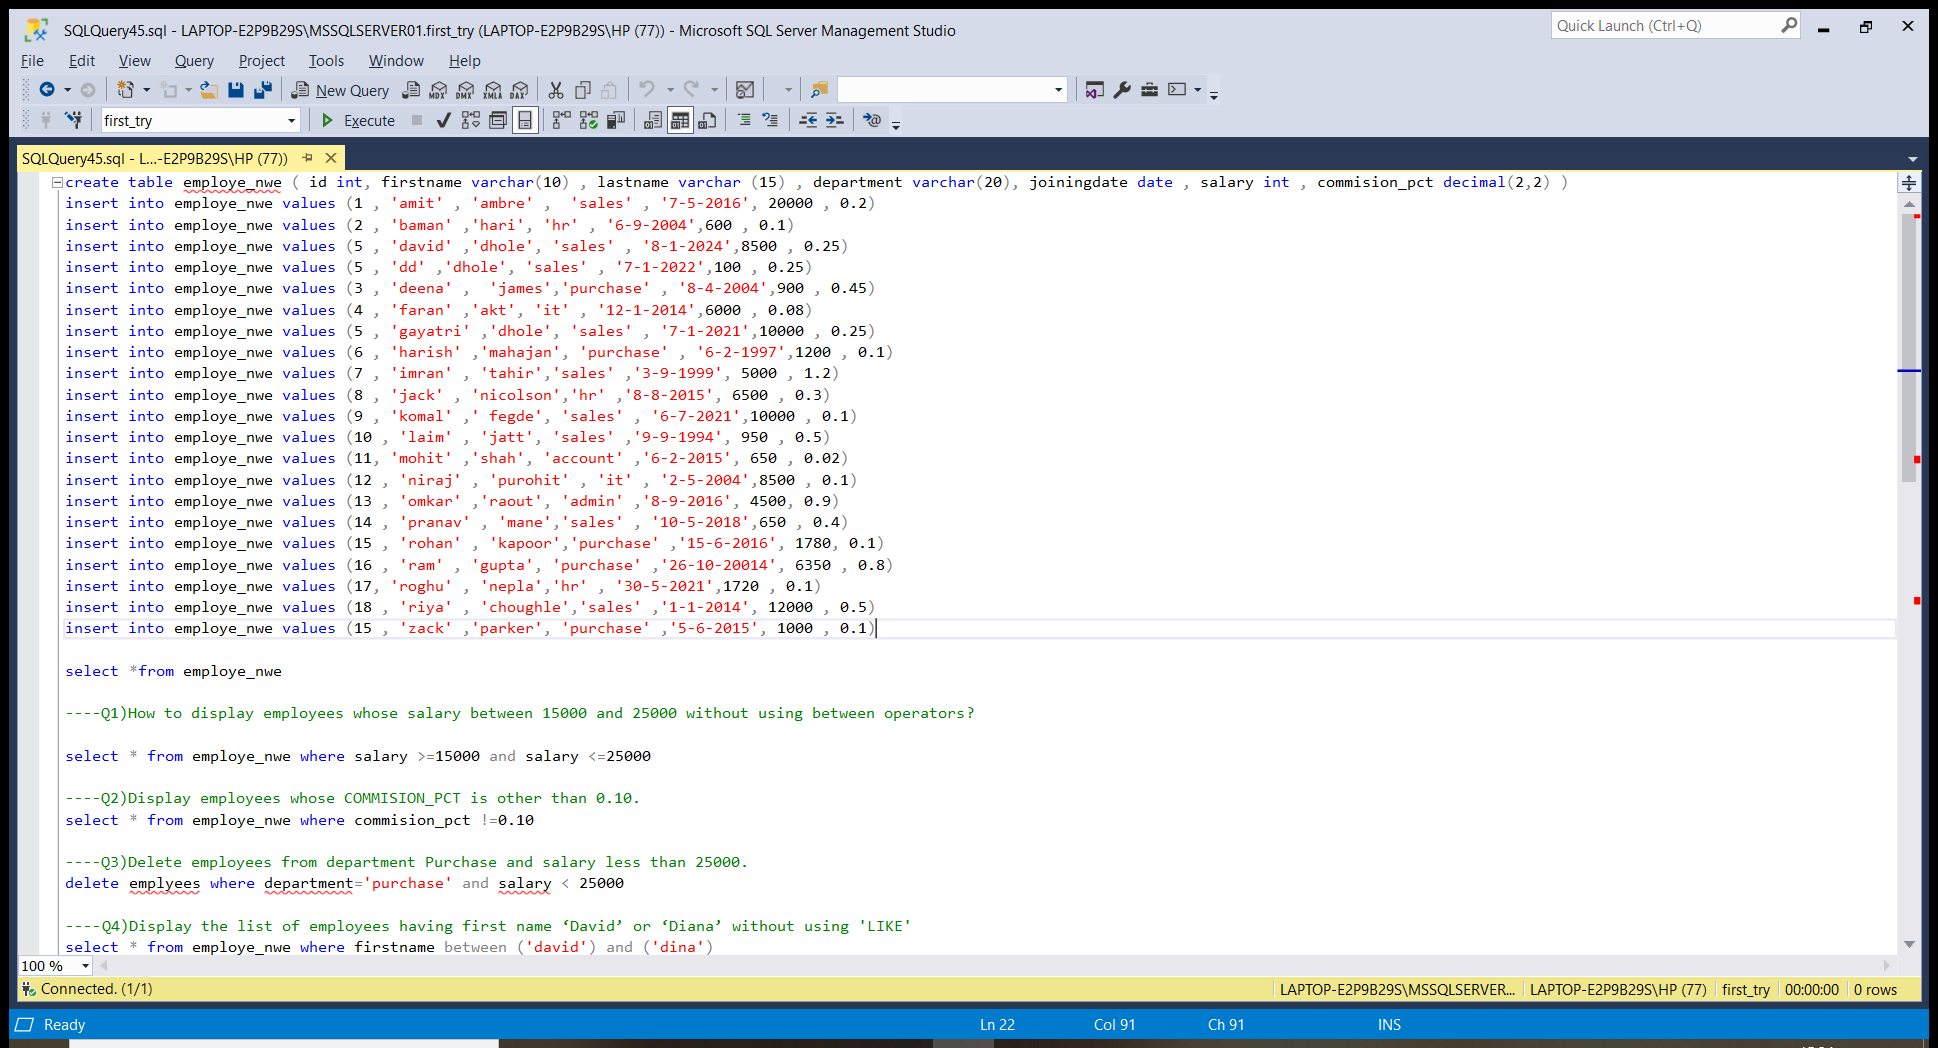 SQLQuery45.sql - LAPTOP-E2P9B29S\MSSQLSERVER01.first_try (LAPTOP-E2P9B29S\HP (77)) - Microsoft SQL Server Management Studio
Quick Launch (Ctrl+Q)
File Edit View Query Project Tools Window Help
New Query MDX DMX XMLA DAX
first_try Execute
SQLQuery45.sql - L...-E2P9B29S\HP (77))
create table employe_nwe ( id int, firstname varchar(10) , lastname varchar (15) , department varchar(20), joiningdate date , salary int , commision_pct decimal(2,2) )
insert into employe_nwe values (1 , 'amit' , 'ambre' ,  'sales' , '7-5-2016', 20000 , 0.2)
insert into employe_nwe values (2 , 'baman' ,'hari', 'hr' , '6-9-2004',600 , 0.1)
insert into employe_nwe values (5 , 'david' ,'dhole', 'sales' , '8-1-2024',8500 , 0.25)
insert into employe_nwe values (5 , 'dd' ,'dhole', 'sales' , '7-1-2022',100 , 0.25)
insert into employe_nwe values (3 , 'deena' ,  'james','purchase' , '8-4-2004',900 , 0.45)
insert into employe_nwe values (4 , 'faran' ,'akt', 'it' , '12-1-2014',6000 , 0.08)
insert into employe_nwe values (5 , 'gayatri' ,'dhole', 'sales' , '7-1-2021',10000 , 0.25)
insert into employe_nwe values (6 , 'harish' ,'mahajan', 'purchase' , '6-2-1997',1200 , 0.1)
insert into employe_nwe values (7 , 'imran' , 'tahir','sales' ,'3-9-1999', 5000 , 1.2)
insert into employe_nwe values (8 , 'jack' , 'nicolson','hr' ,'8-8-2015', 6500 , 0.3)
insert into employe_nwe values (9 , 'komal' ,' fegde', 'sales' , '6-7-2021',10000 , 0.1)
insert into employe_nwe values (10 , 'laim' , 'jatt', 'sales' ,'9-9-1994', 950 , 0.5)
insert into employe_nwe values (11, 'mohit' ,'shah', 'account' ,'6-2-2015', 650 , 0.02)
insert into employe_nwe values (12 , 'niraj' , 'purohit' , 'it' , '2-5-2004',8500 , 0.1)
insert into employe_nwe values (13 , 'omkar' ,'raout', 'admin' ,'8-9-2016', 4500, 0.9)
insert into employe_nwe values (14 , 'pranav' , 'mane','sales' , '10-5-2018',650 , 0.4)
insert into employe_nwe values (15 , 'rohan' , 'kapoor','purchase' ,'15-6-2016', 1780, 0.1)
insert into employe_nwe values (16 , 'ram' , 'gupta', 'purchase' ,'26-10-20014', 6350 , 0.8)
insert into employe_nwe values (17, 'roghu' , 'nepla','hr' , '30-5-2021',1720 , 0.1)
insert into employe_nwe values (18 , 'riya' , 'choughle','sales' ,'1-1-2014', 12000 , 0.5)
insert into employe_nwe values (15 , 'zack' ,'parker', 'purchase' ,'5-6-2015', 1000 , 0.1)
select *from employe_nwe
----Q1)How to display employees whose salary between 15000 and 25000 without using between operators?
select * from employe_nwe where salary >=15000 and salary <=25000
----Q2)Display employees whose COMMISION_PCT is other than 0.10.
select * from employe_nwe where commision_pct !=0.10
----Q3)Delete employees from department Purchase and salary less than 25000.
delete emplyees where department='purchase' and salary < 25000
----Q4)Display the list of employees having first name ‘David’ or ‘Diana’ without using 'LIKE'
select * from employe_nwe where firstname between ('david') and ('dina')
100 %
Connected. (1/1) LAPTOP-E2P9B29S\MSSQLSERVER... LAPTOP-E2P9B29S\HP (77) first_try 00:00:00 0 rows
Ready Ln 22 Col 91 Ch 91 INS